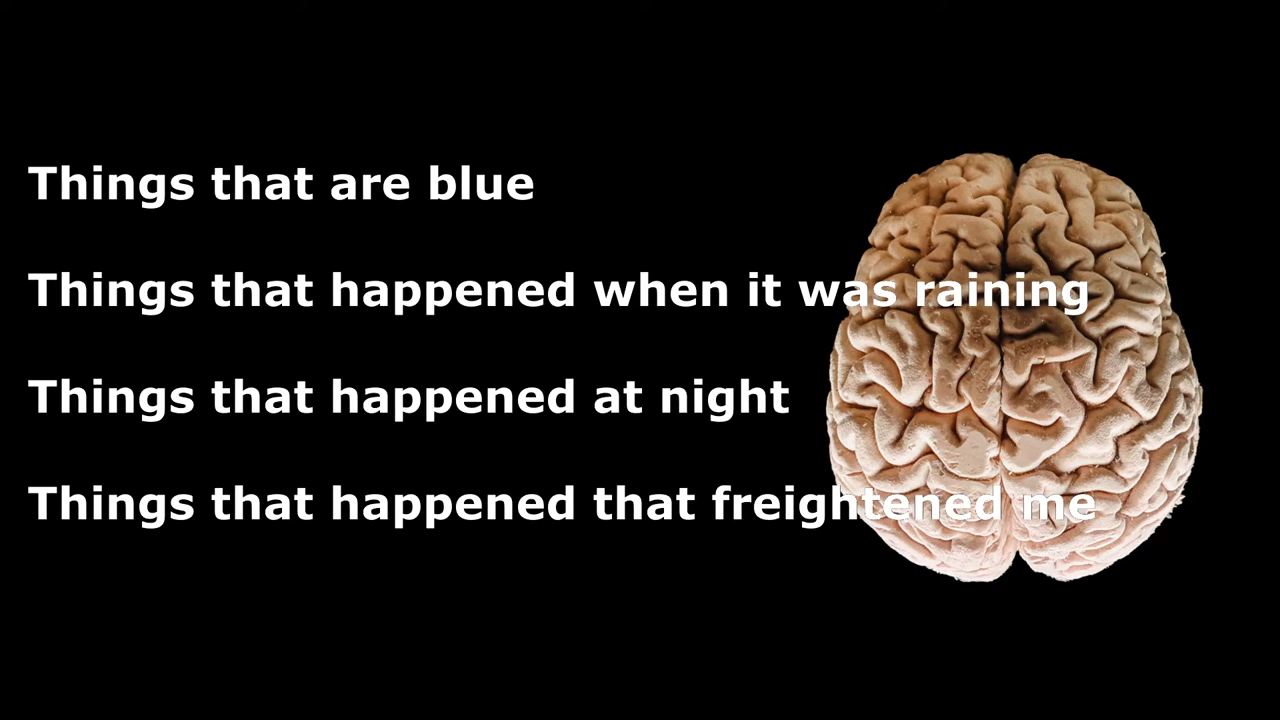 Things that are blue
Things that happened when it was raining
Things that happened at night
Things that happened that freightened me